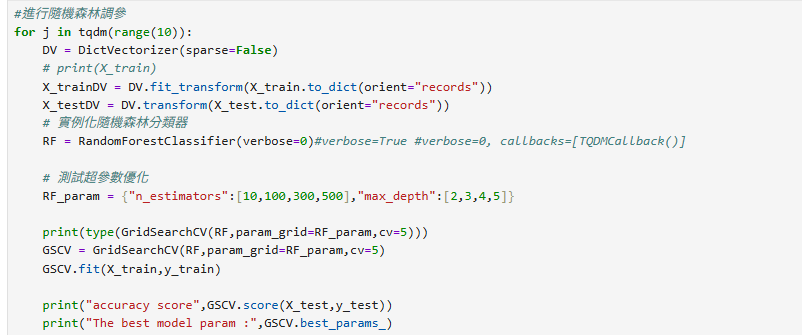 #進行隨機森林調參
for j in tqdm(range(10)):
    DV = DictVectorizer(sparse=False)
    # print(X_train)
    X_trainDV = DV.fit_transform(X_train.to_dict(orient="records"))
    X_testDV = DV.transform(X_test.to_dict(orient="records"))
    # 實例化隨機森林分類器
    RF = RandomForestClassifier(verbose=0)#verbose=True #verbose=0, callbacks=[TQDMCallback()]
    # 測試超參數優化
    RF_param = {"n_estimators":[10,100,300,500],"max_depth":[2,3,4,5]}
    print(type(GridSearchCV(RF,param_grid=RF_param,cv=5)))
    GSCV = GridSearchCV(RF,param_grid=RF_param,cv=5)
    GSCV.fit(X_train,y_train)
    print("accuracy score",GSCV.score(X_test,y_test))
    print("The best model param :",GSCV.best_params_)